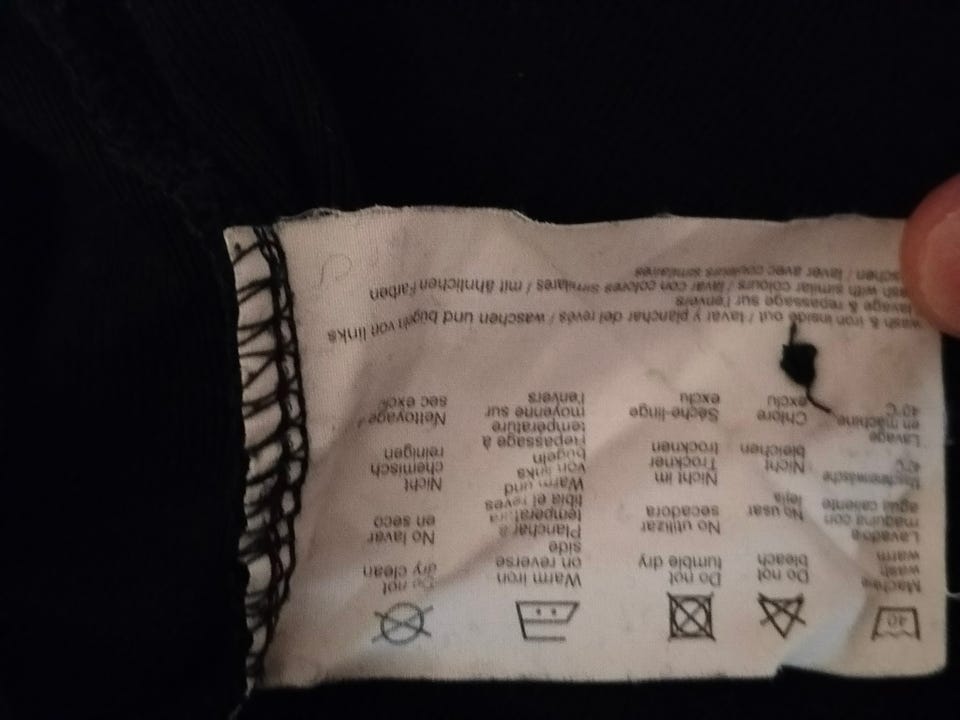 40
Machine
wash
warm
Lavado a
maquina con
agua caliente
40°C
Lavage
en machine
40°C
Do not
bleach
No usar
lejia
Nicht
bleichen
Chlore
exclu
Do not
tumble dry
No utilizar
secadora
Nicht im
Trockner
trocknen
Sèche-linge
exclu
Warm iron
on reverse
side
Planchar a
temperatura
tibia el reves
Warm und
von links
bügeln
Repassage à
température
moyenne sur
l'envers
Do not
dry clean
No lavar
en seco
Nicht
chemisch
reinigen
Nettoyage à
sec exclu
wash & iron inside out / lavar y planchar del revés / waschen und bügeln von links
lavage & repassage sur l'envers
wash with similar colours / lavar con colores similares / mit ähnlichen Farben
/ laver avec couleurs similaires